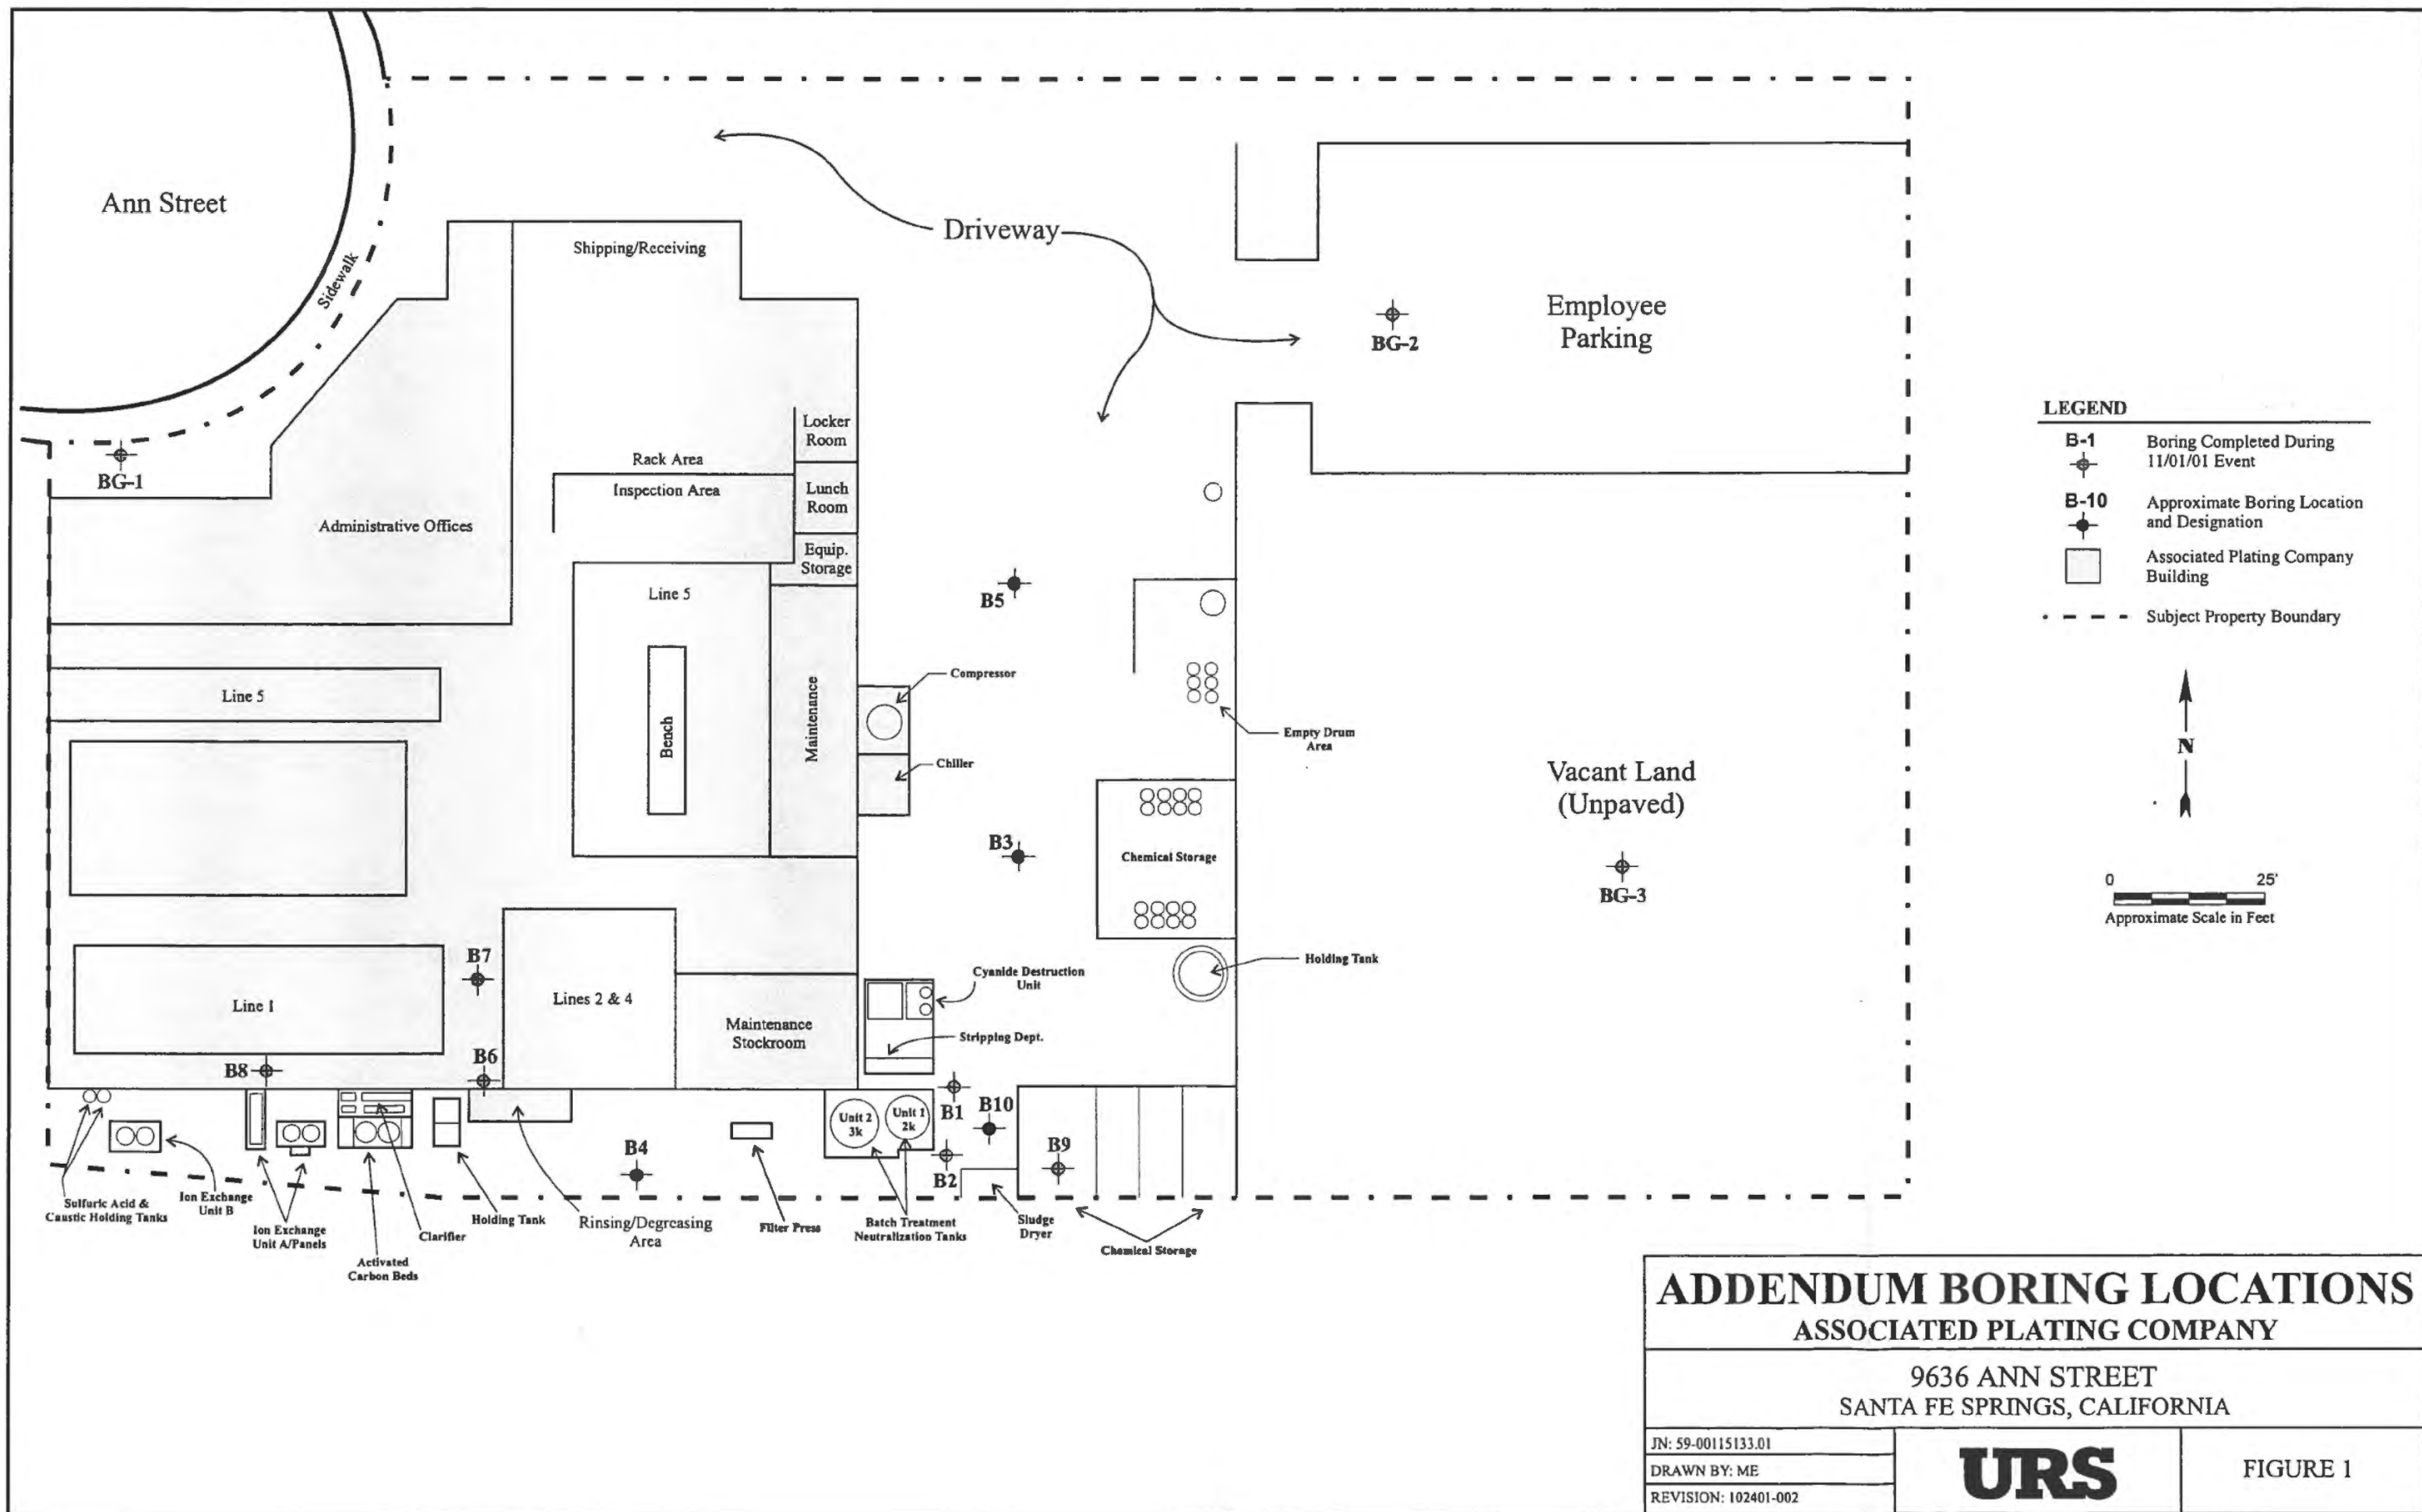 Ann Street
Sidewalk
BG-1
Shipping/Receiving
Driveway
BG-2
Employee
Parking
Locker
Room
Rack Area
Inspection Area
Lunch
Room
Administrative Offices
Equip.
Storage
Line 5
B5
Line 5
Bench
Maintenance
Compressor
Chiller
Empty Drum
Area
Vacant Land
(Unpaved)
B3
Chemical Storage
BG-3
B7
Line 1
Lines 2 & 4
Maintenance
Stockroom
Cyanide Destruction
Unit
Stripping Dept.
Holding Tank
B8
B6
Unit 2
3k
Unit 1
2k
B1
B10
B4
B2
B9
Sulfuric Acid &
Caustic Holding Tanks
Ion Exchange
Unit B
Ion Exchange
Unit A/Panels
Activated
Carbon Beds
Clarifier
Holding Tank
Rinsing/Degreasing
Area
Filter Press
Batch Treatment
Neutralization Tanks
Sludge
Dryer
Chemical Storage
LEGEND
B-1 Boring Completed During
11/01/01 Event
B-10 Approximate Boring Location
and Designation
Associated Plating Company
Building
Subject Property Boundary
N
0 25'
Approximate Scale in Feet
ADDENDUM BORING LOCATIONS
ASSOCIATED PLATING COMPANY
9636 ANN STREET
SANTA FE SPRINGS, CALIFORNIA
JN: 59-00115133.01
DRAWN BY: ME
REVISION: 102401-002
URS
FIGURE 1